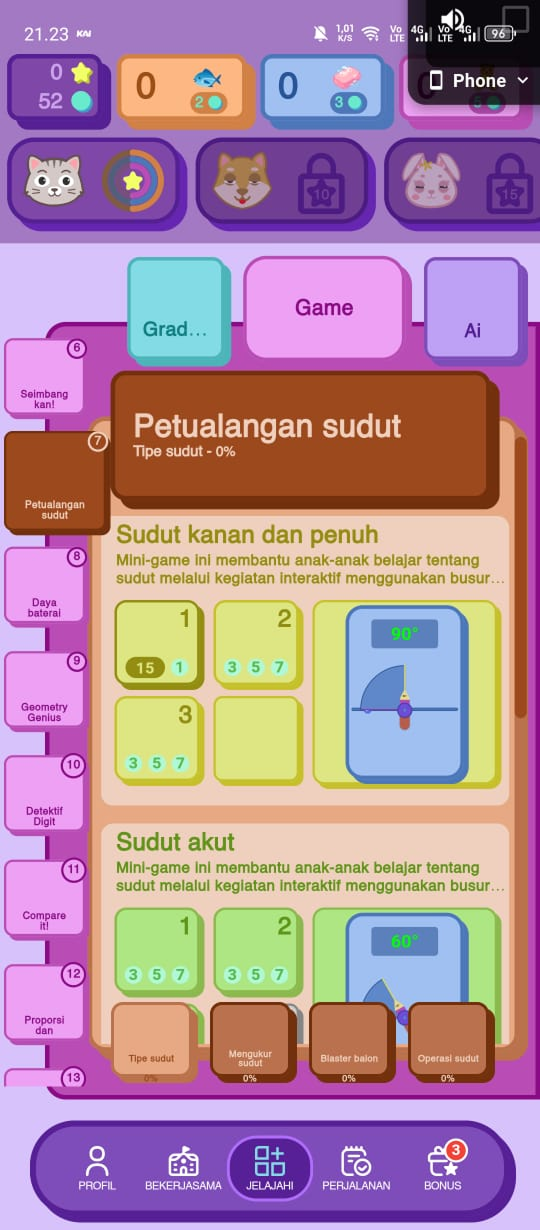 21.23 KAI 1,01 K/S Vo LTE 4G Vo LTE 4G 96
Phone
0
52
0
2
0
3
5
10
15
Grad...
Game
Ai
6
Seimbang
kan!
7
Petualangan
sudut
8
Daya
baterai
9
Geometry
Genius
10
Detektif
Digit
11
Compare
it!
12
Proporsi
dan
13
Petualangan sudut
Tipe sudut - 0%
Sudut kanan dan penuh
Mini-game ini membantu anak-anak belajar tentang
sudut melalui kegiatan interaktif menggunakan busur...
1
15 1
2
3 5 7
3
3 5 7
90°
Sudut akut
Mini-game ini membantu anak-anak belajar tentang
sudut melalui kegiatan interaktif menggunakan busur...
1
3 5 7
2
3 5 7
60°
Tipe sudut
0%
Mengukur
sudut
0%
Blaster balon
0%
Operasi sudut
0%
PROFIL
BEKERJASAMA
JELAJAHI
PERJALANAN
3
BONUS